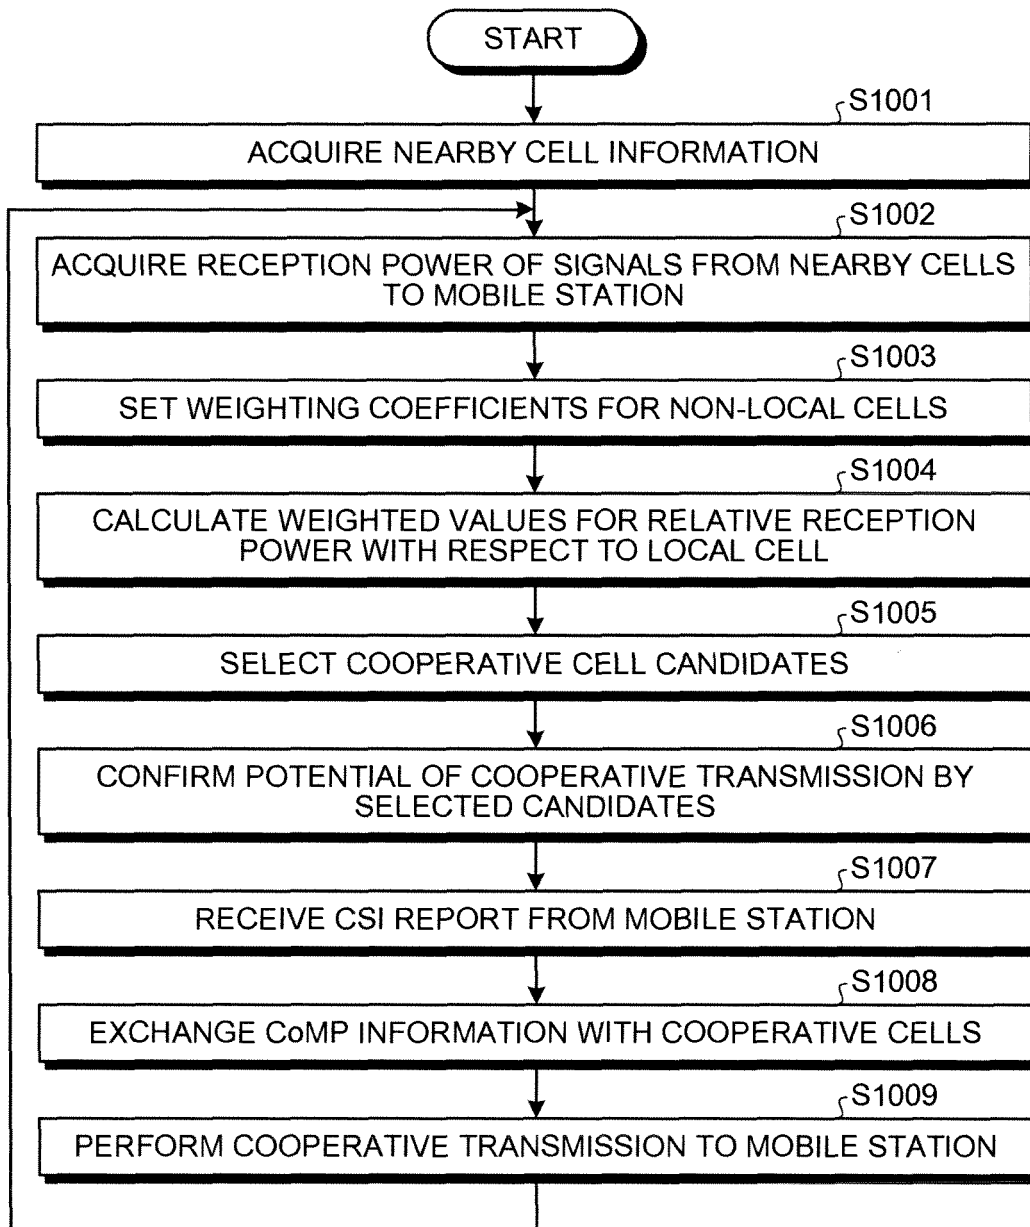 START
S1001
ACQUIRE NEARBY CELL INFORMATION
S1002
ACQUIRE RECEPTION POWER OF SIGNALS FROM NEARBY CELLS
TO MOBILE STATION
S1003
SET WEIGHTING COEFFICIENTS FOR NON-LOCAL CELLS
S1004
CALCULATE WEIGHTED VALUES FOR RELATIVE RECEPTION
POWER WITH RESPECT TO LOCAL CELL
S1005
SELECT COOPERATIVE CELL CANDIDATES
S1006
CONFIRM POTENTIAL OF COOPERATIVE TRANSMISSION BY
SELECTED CANDIDATES
S1007
RECEIVE CSI REPORT FROM MOBILE STATION
S1008
EXCHANGE CoMP INFORMATION WITH COOPERATIVE CELLS
S1009
PERFORM COOPERATIVE TRANSMISSION TO MOBILE STATION